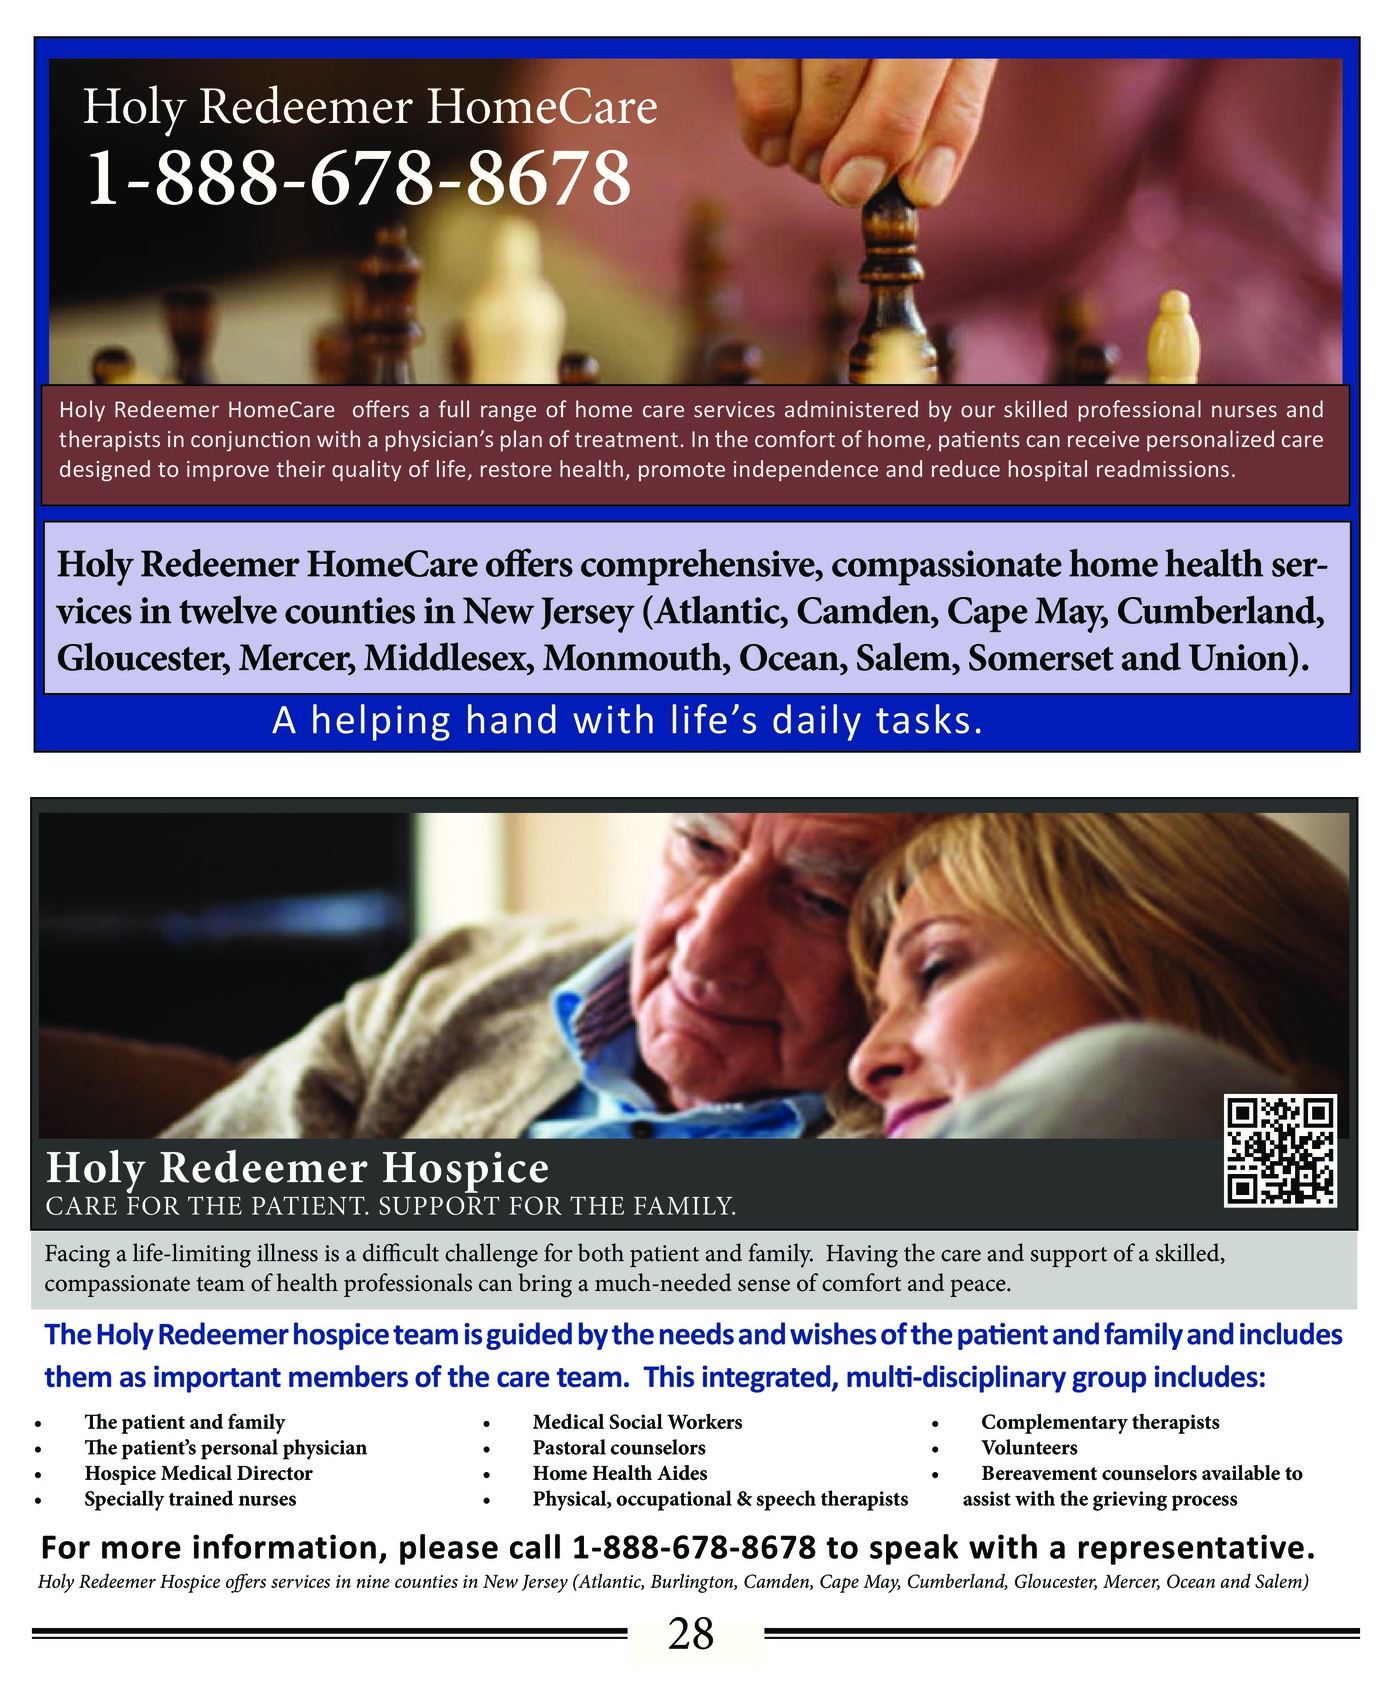 Holy Redeemer HomeCare
1-888-678-8678
Holy Redeemer HomeCare offers a full range of home care services administered by our skilled professional nurses and
therapists in conjunction with a physician's plan of treatment. In the comfort of home, patients can receive personalized care
designed to improve their quality of life, restore health, promote independence and reduce hospital readmissions.
Holy Redeemer HomeCare offers comprehensive, compassionate home health ser-
vices in twelve counties in New Jersey (Atlantic, Camden, Cape May, Cumberland,
Gloucester, Mercer, Middlesex, Monmouth, Ocean, Salem, Somerset and Union).
A helping hand with life's daily tasks.
Holy Redeemer Hospice
CARE FOR THE PATIENT. SUPPORT FOR THE FAMILY.
Facing a life-limiting illness is a difficult challenge for both patient and family. Having the care and support of a skilled,
compassionate team of health professionals can bring a much-needed sense of comfort and peace.
The Holy Redeemer hospice team is guided by the needs and wishes of the patient and family and includes
them as important members of the care team. This integrated, multi-disciplinary group includes:
• The patient and family
• The patient's personal physician
• Hospice Medical Director
• Specially trained nurses
• Medical Social Workers
• Pastoral counselors
• Home Health Aides
• Physical, occupational & speech therapists
• Complementary therapists
• Volunteers
• Bereavement counselors available to
assist with the grieving process
For more information, please call 1-888-678-8678 to speak with a representative.
Holy Redeemer Hospice offers services in nine counties in New Jersey (Atlantic, Burlington, Camden, Cape May, Cumberland, Gloucester, Mercer, Ocean and Salem)
28